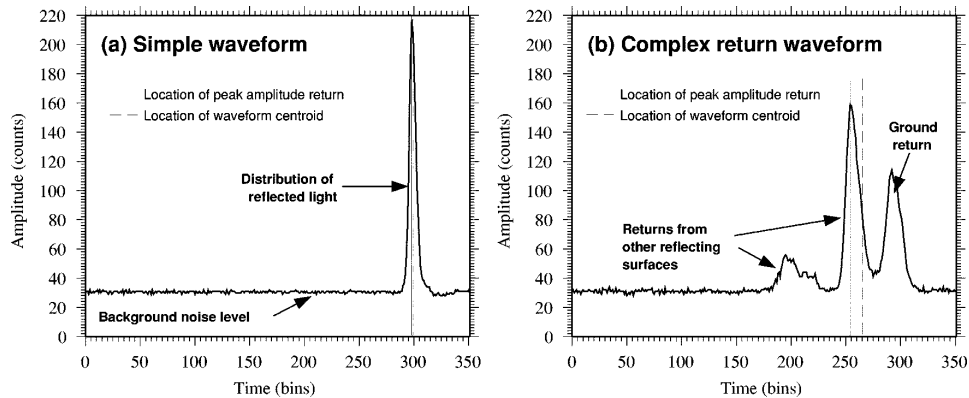 (a) Simple waveform
Location of peak amplitude return
Location of waveform centroid
Distribution of
reflected light
Background noise level
Amplitude (counts)
0
20
40
60
80
100
120
140
160
180
200
220
0 50 100 150 200 250 300 350
Time (bins)
(b) Complex return waveform
Location of peak amplitude return
Location of waveform centroid
Ground
return
Returns from
other reflecting
surfaces
Amplitude (counts)
0
20
40
60
80
100
120
140
160
180
200
220
0 50 100 150 200 250 300 350
Time (bins)